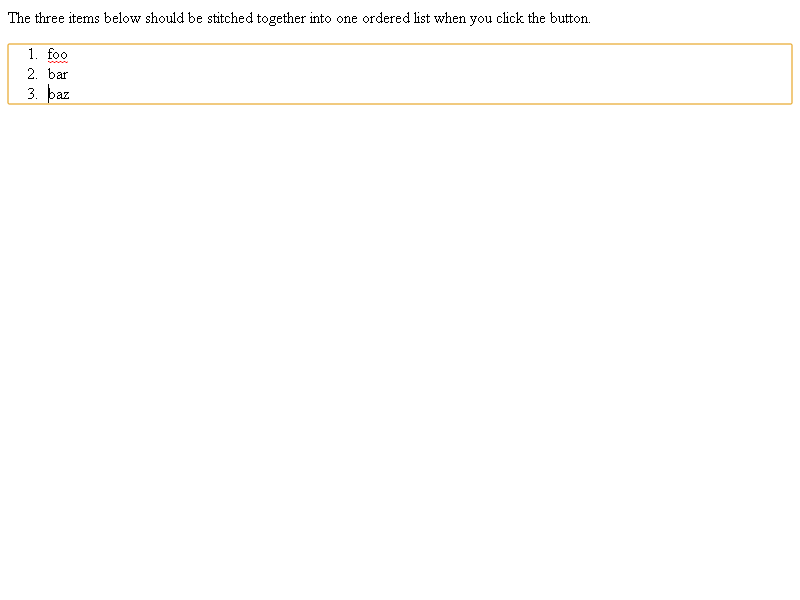 The three items below should be stitched together into one ordered list when you click the button.
1. foo
2. bar
3. baz